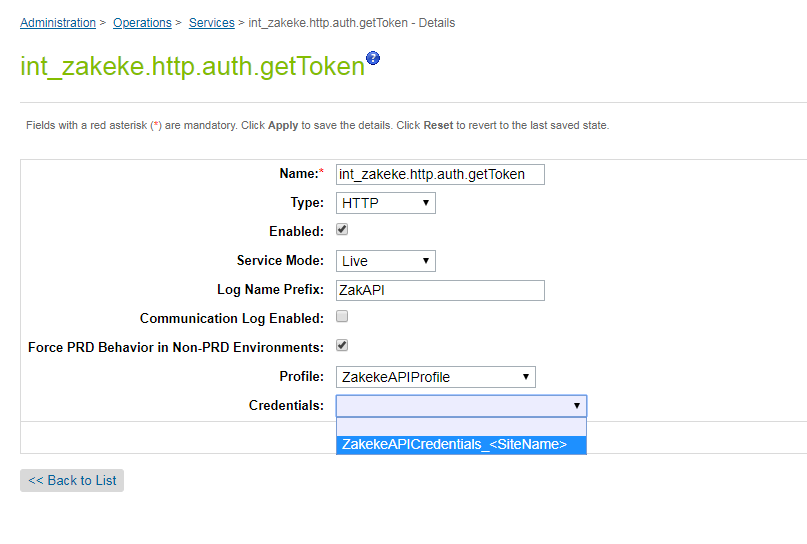 Administration > Operations > Services > int_zakeke.http.auth.getToken - Details
int_zakeke.http.auth.getToken ?
Fields with a red asterisk (*) are mandatory. Click Apply to save the details. Click Reset to revert to the last saved state.
Name:* int_zakeke.http.auth.getToken
Type: HTTP
Enabled:
Service Mode: Live
Log Name Prefix: ZakAPI
Communication Log Enabled:
Force PRD Behavior in Non-PRD Environments:
Profile: ZakekeAPIProfile
Credentials:
ZakekeAPICredentials_<SiteName>
<< Back to List